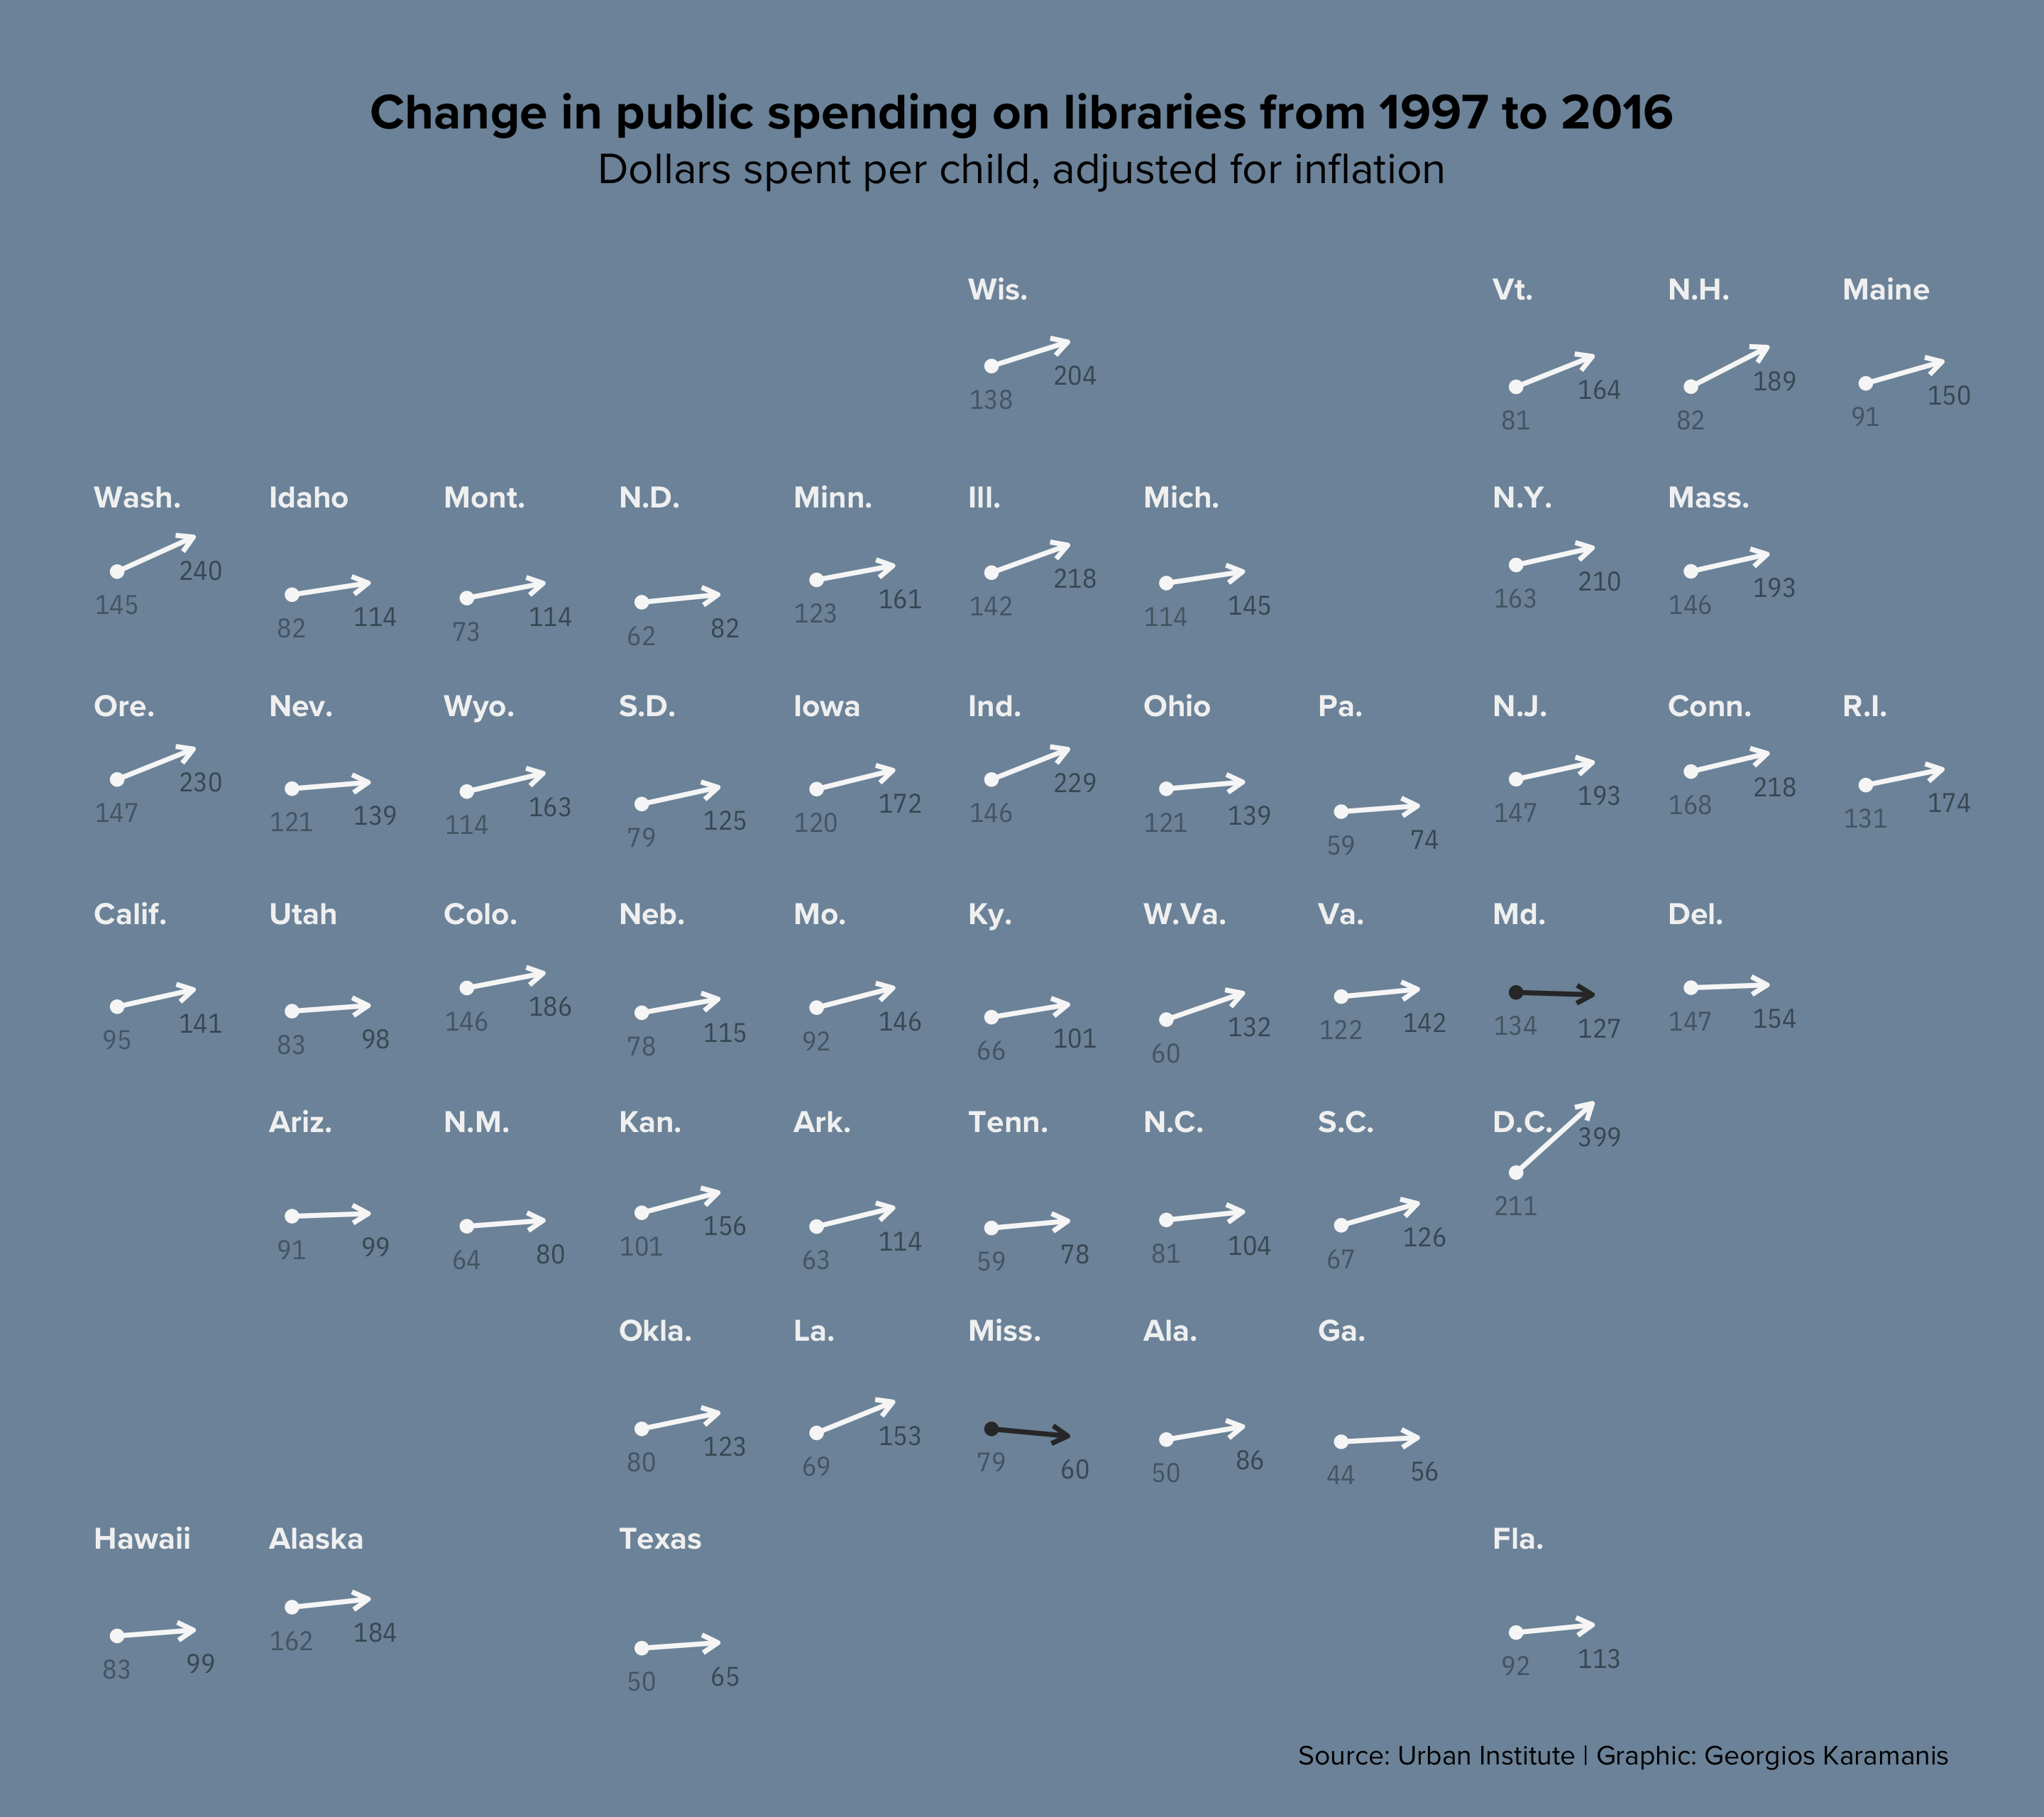 Change in public spending on libraries from 1997 to 2016
Dollars spent per child, adjusted for inflation
Wis. Vt. N.H. Maine
138 204 81 164 82 189 91 150
Wash. Idaho Mont. N.D. Minn. Ill. Mich. N.Y. Mass.
145 240 82 114 73 114 62 82 123 161 142 218 114 145 163 210 146 193
Ore. Nev. Wyo. S.D. Iowa Ind. Ohio Pa. N.J. Conn. R.I.
147 230 121 139 114 163 79 125 120 172 146 229 121 139 59 74 147 193 168 218 131 174
Calif. Utah Colo. Neb. Mo. Ky. W.Va. Va. Md. Del.
95 141 83 98 146 186 78 115 92 146 66 101 60 132 122 142 134 127 147 154
Ariz. N.M. Kan. Ark. Tenn. N.C. S.C. D.C.
91 99 64 80 101 156 63 114 59 78 81 104 67 126 211 399
Okla. La. Miss. Ala. Ga.
80 123 69 153 79 60 50 86 44 56
Hawaii Alaska Texas Fla.
83 99 162 184 50 65 92 113
Source: Urban Institute | Graphic: Georgios Karamanis